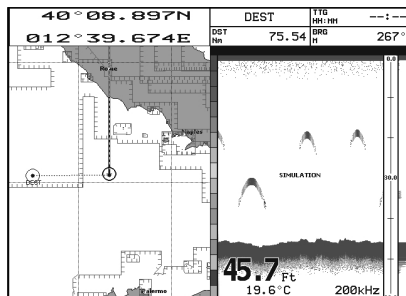 40°08.897N
012°39.674E
DEST
TTG
HH:MM
--:--
DST
Nm
75.54
BRG
M
267°
Rome
Naples
DEST
Palermo
0.0
SIMULATION
30.0
45.7 Ft
19.6°C
200kHz